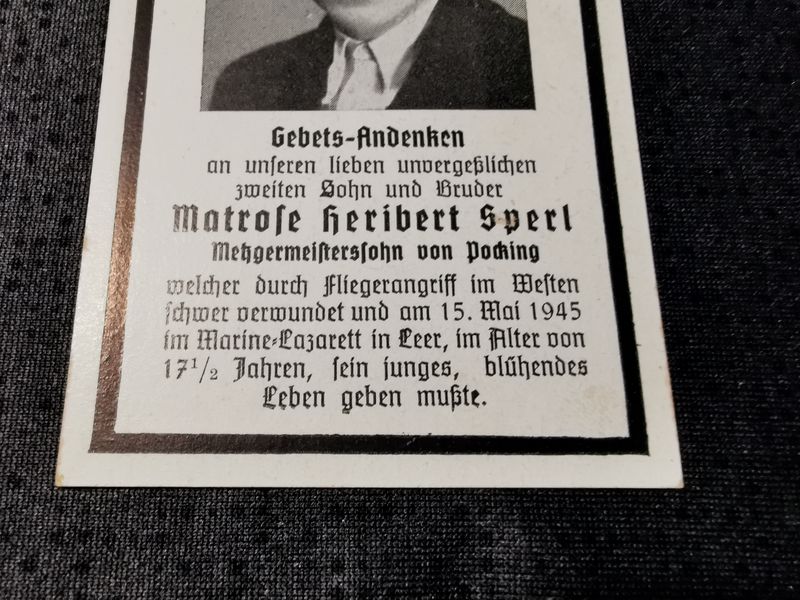 Gebets-Andenken
an unseren lieben unvergeßlichen
zweiten Sohn und Bruder
Matrose Heribert Sperl
Metzgermeisterssohn von Pocking
welcher durch Fliegerangriff im Westen
schwer verwundet und am 15. Mai 1945
im Marine-Lazarett in Leer, im Alter von
17 1/2 Jahren, sein junges, blühendes
Leben geben mußte.